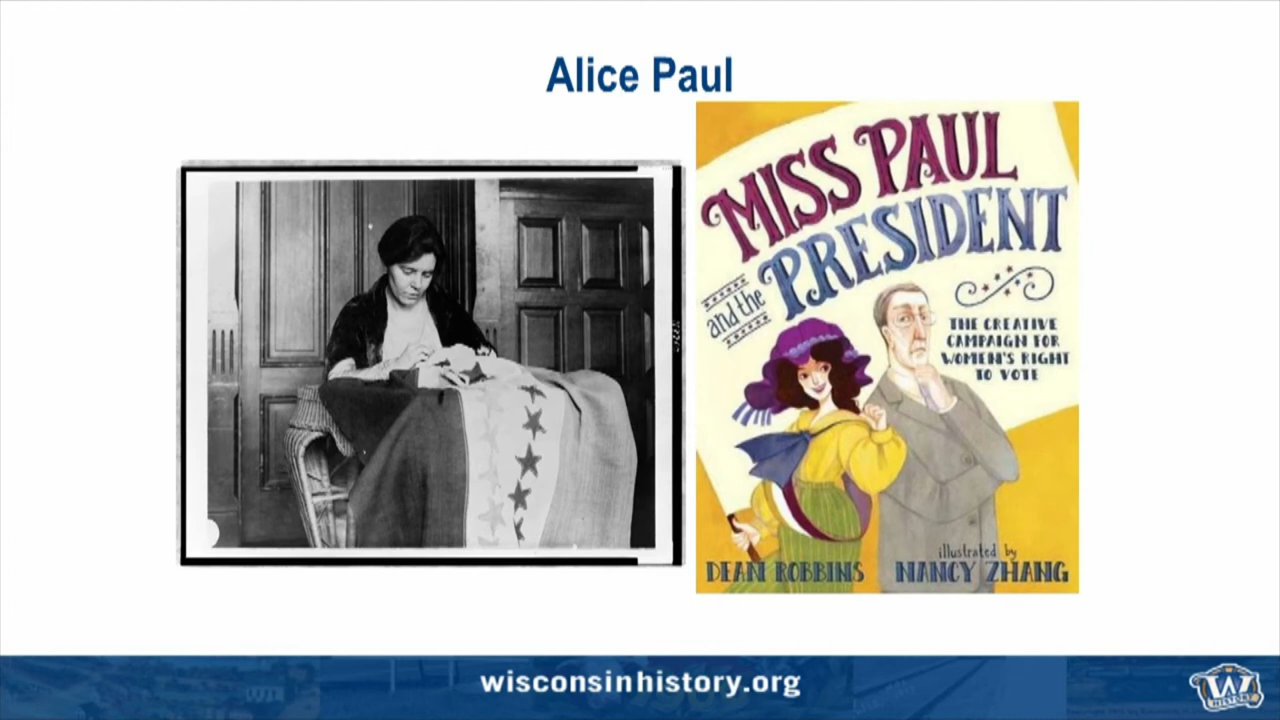 Alice Paul
MISS PAUL
and the
PRESIDENT
THE CREATIVE
CAMPAIGN FOR
WOMEN'S RIGHT
TO VOTE
illustrated by
DEAN ROBBINS NANCY ZHANG
wisconsinhistory.org
W
HISTORY